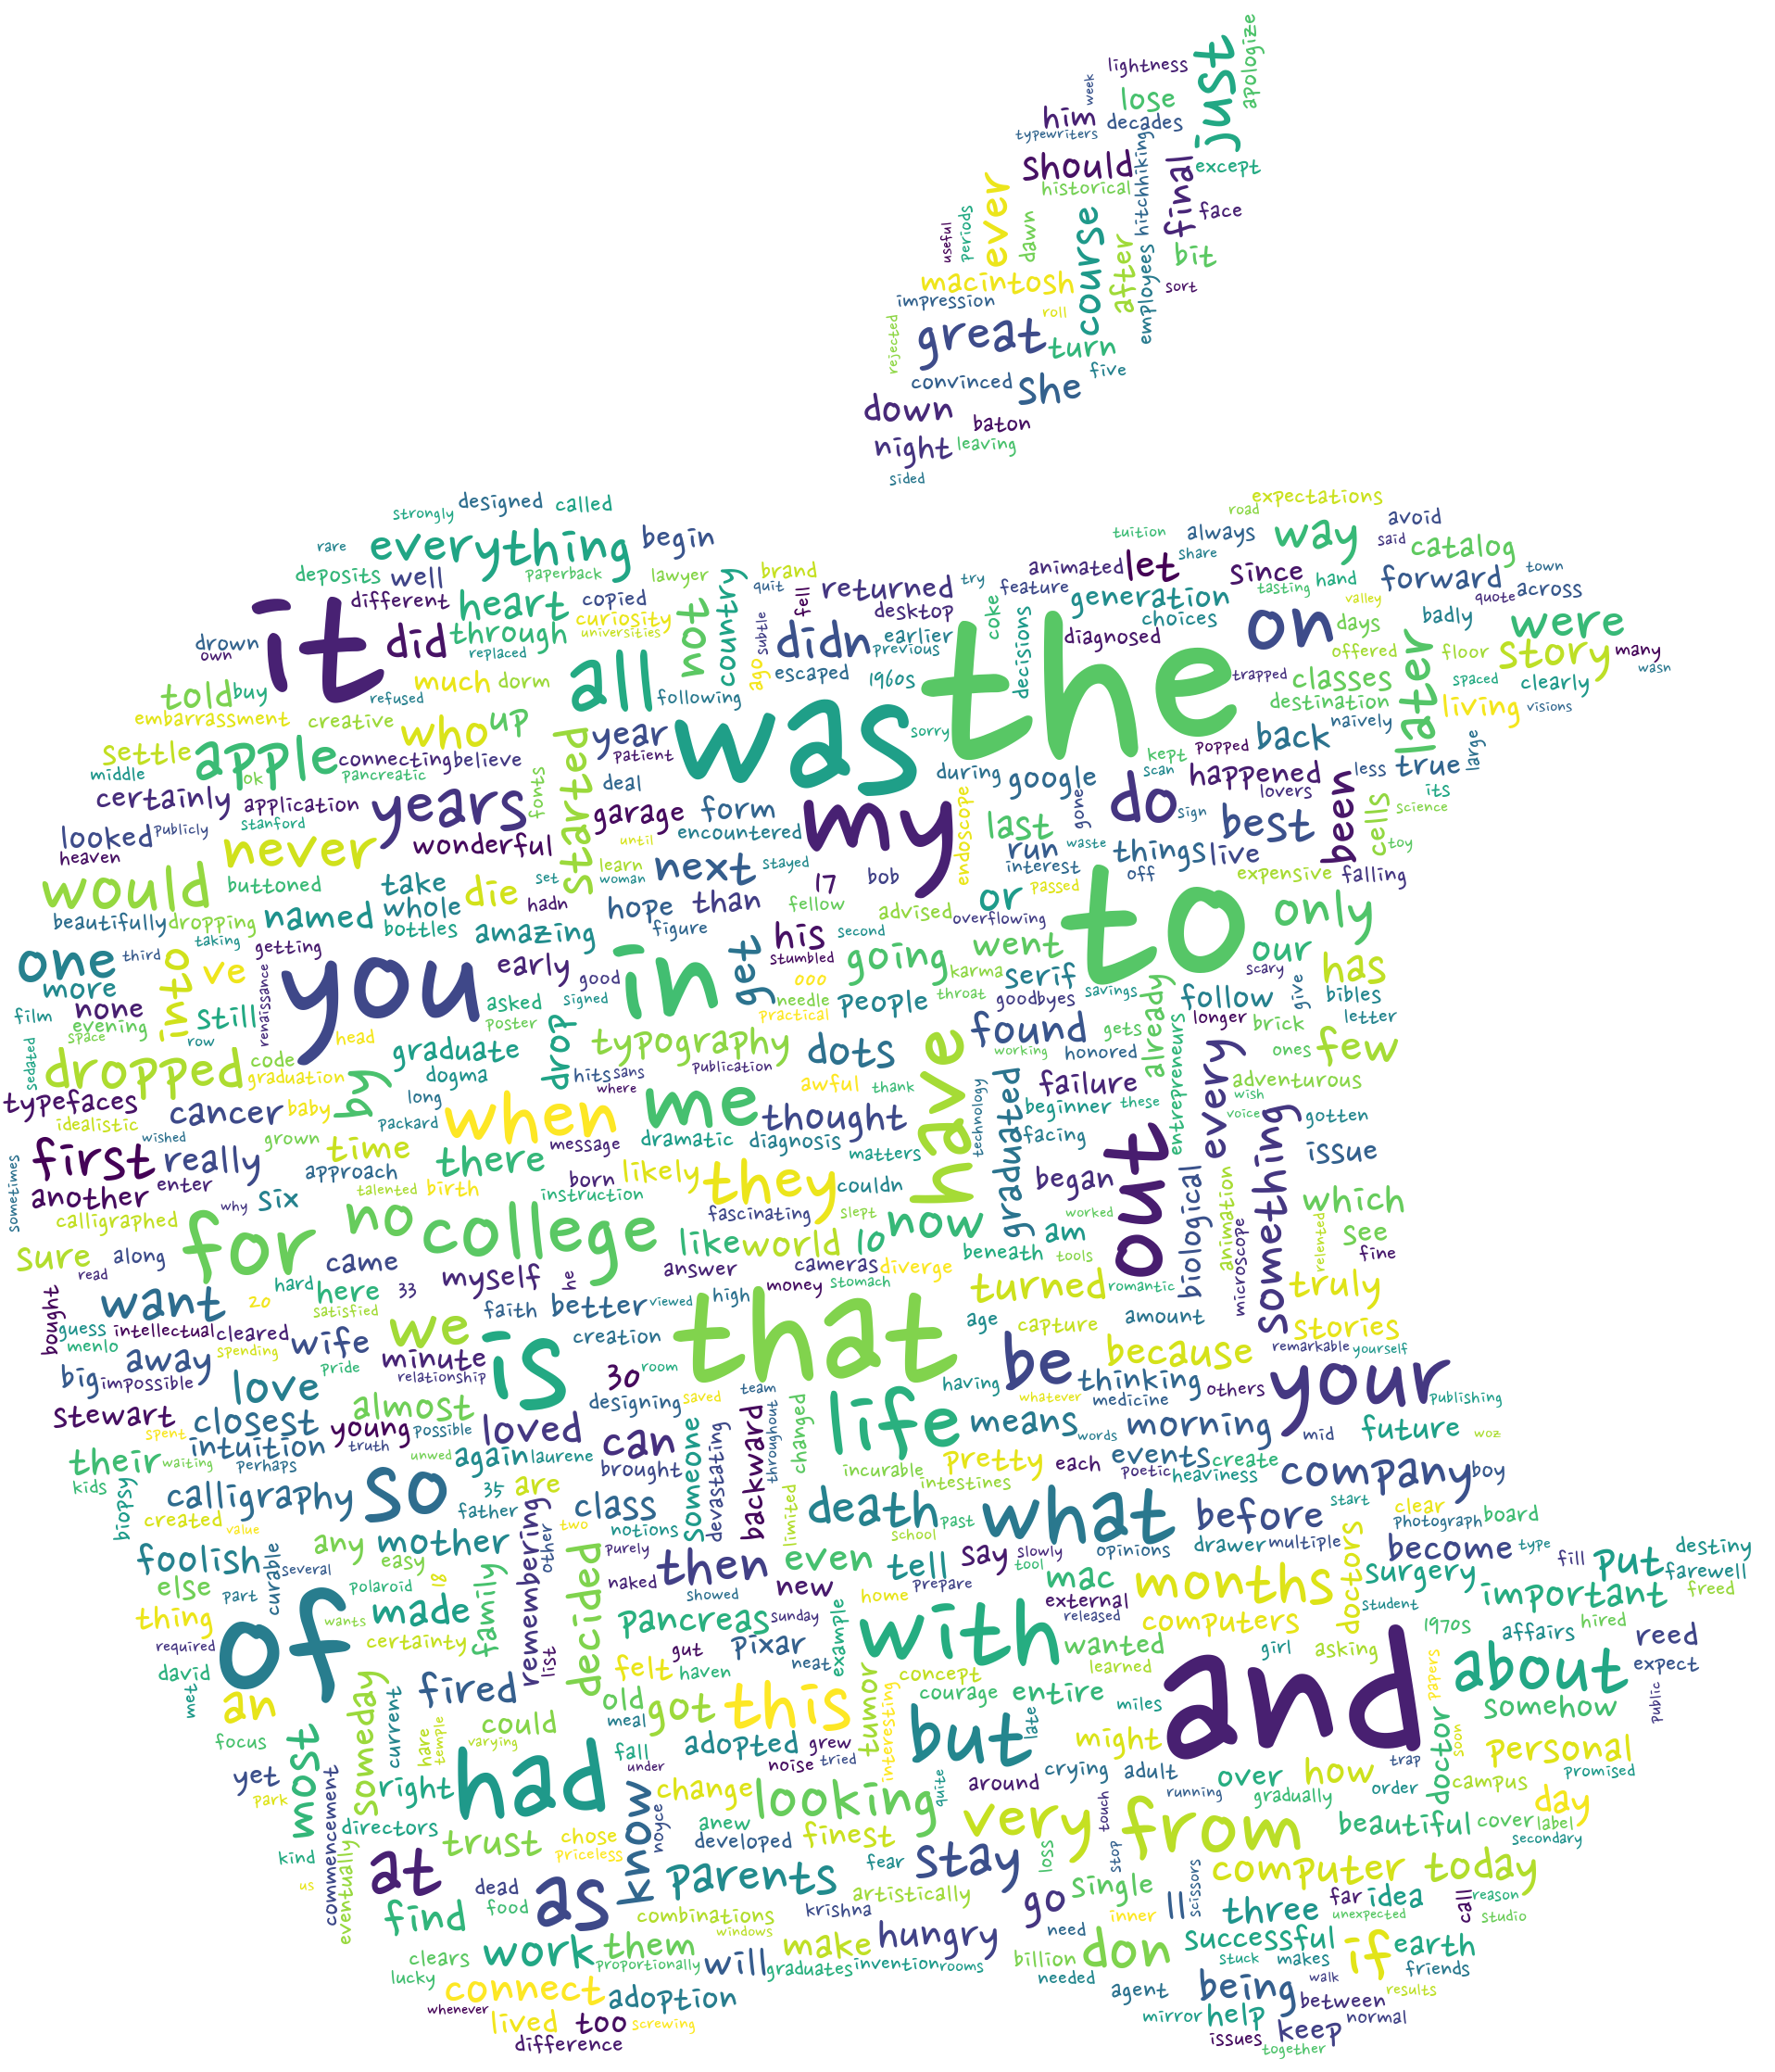 just
apologize
lightness
week
lose
him
decades
typewriters
should
hitchhiking
final
except
historical
ever
periods
useful
dawn
course
after
employees
face
bit
macintosh
sort
impression
roll
rejected
great
turn
convinced
she
five
down
baton
night
leaving
sided
strongly
designed
called
rare
everything
begin
deposits
well
paperback
lawyer
brand
quit
returned
try
feature
animated
let
tuition
always
share
way
road
expectations
avoid
said
catalog
since
hand
forward
quote
town
across
it
did
different
heart
copied
curiosity
through
universities
replaced
not
country
subtle
fell
desktop
didn
earlier
previous
coke
decisions
generation
choices
tasting
valley
diagnosed
on
days
badly
were
offered
floor
story
many
drown
own
told
buy
refused
much
dorm
all
following
ago
escaped
1960s
the
trapped
classes
later
spaced
clearly
wasn
embarrassment
creative
who
up
was
sorry
destination
naively
living
visions
settle
apple
connecting
believe
started
year
patient
kept
popped
back
middle
ok
pancreatic
fonts
deal
during
google
scan
happened
been
less
true
large
its
certainly
application
years
garage
form
my
endoscope
gone
do
sign
lovers
best
cells
science
looked
publicly
stanford
until
encountered
last
waste
toy
heaven
never
wonderful
learn
next
stayed
run
things
live
would
buttoned
take
set
woman
17
bob
interest
off
expensive
falling
beautifully
dropping
named
whole
die
hadn
hope
than
fellow
advised
or
passed
to
only
bottles
amazing
figure
second
overflowing
one
third
taking
getting
you
early
good
in
get
his
stumbled
going
went
our
more
into
ve
renaissance
asked
signed
000
karma
serif
scary
has
film
none
still
poster
needle
people
throat
goodbyes
savings
already
follow
give
bibles
evening
row
head
drop
practical
found
gets
longer
brick
letter
space
sedated
dropped
code
graduate
typography
dots
have
working
honored
entrepreneurs
every
ones
few
graduation
dogma
hits
sans
publication
typefaces
cancer
baby
by
long
where
me
awful
thank
technology
graduated
failure
adventurous
idealistic
packard
when
thought
beginner
these
wish
wished
grown
message
dramatic
diagnosis
facing
out
voice
something
gotten
first
really
time
there
matters
issue
sometimes
another
enter
approach
born
likely
they
couldn
began
biological
which
talented
birth
instruction
why
six
calligraphed
for
no
college
fascinating
slept
now
worked
animation
see
sure
along
came
like
world
10
am
relented
fine
read
hard
here
33
myself
he
answer
cameras
diverge
beneath
tools
turned
microscope
bought
want
20
satisfied
faith
better
viewed
high
money
stomach
that
romantic
truly
guess
intellectual
cleared
we
is
creation
age
capture
amount
stories
menlo
spending
wife
minute
remarkable
yourself
big
away
pride
relationship
30
room
be
because
impossible
love
almost
designing
saved
team
life
having
whatever
thinking
others
your
publishing
stewart
closest
young
possible
loved
can
someone
backward
changed
means
words
medicine
morning
mid
future
woz
spent
intuition
truth
unwed
again
laurene
throughout
pretty
each
events
create
their
waiting
perhaps
brought
devastating
incurable
intestines
poetic
heaviness
company
boy
kids
calligraphy
so
35
are
class
limited
death
what
before
start
biopsy
created
value
father
remembering
other
two
notions
past
clear
photograph
board
foolish
any
mother
decided
purely
then
even
school
tell
say
slowly
opinions
drawer
multiple
doctors
become
type
destiny
curable
several
easy
naked
showed
new
prepare
tool
mac
months
surgery
fill
put
farewell
else
part
polaroid
18
family
external
student
important
freed
thing
of
wants
made
pancreas
sunday
example
home
with
released
computers
1970s
hired
required
certainty
list
gut
pixar
wanted
girl
asking
affairs
reed
david
felt
haven
neat
tumor
concept
learned
and
about
expect
met
an
someday
current
fired
old
got
this
courage
entire
papers
somehow
public
focus
hare
temple
varying
could
meal
interesting
but
late
miles
might
doctor
soon
personal
most
yet
had
fall
adopted
grew
crying
adult
trap
promised
park
right
under
know
change
noise
tried
looking
quite
around
touch
over
how
order
campus
day
commencement
directors
running
gradually
kind
eventually
trust
chose
noyce
anew
developed
finest
very
from
beautiful
cover
label
priceless
secondary
us
at
dead
as
parents
fear
stay
loss
stop
computer
today
find
food
artistically
single
scissors
far
idea
call
reason
combinations
krishna
go
inner
ll
three
unexpected
studio
clears
work
them
windows
make
hungry
need
successful
if
earth
lucky
proportionally
will
graduates
invention
rooms
billion
don
stuck
makes
friends
connect
adoption
needed
agent
being
walk
results
whenever
lived
too
screwing
mirror
help
between
normal
difference
issues
keep
together